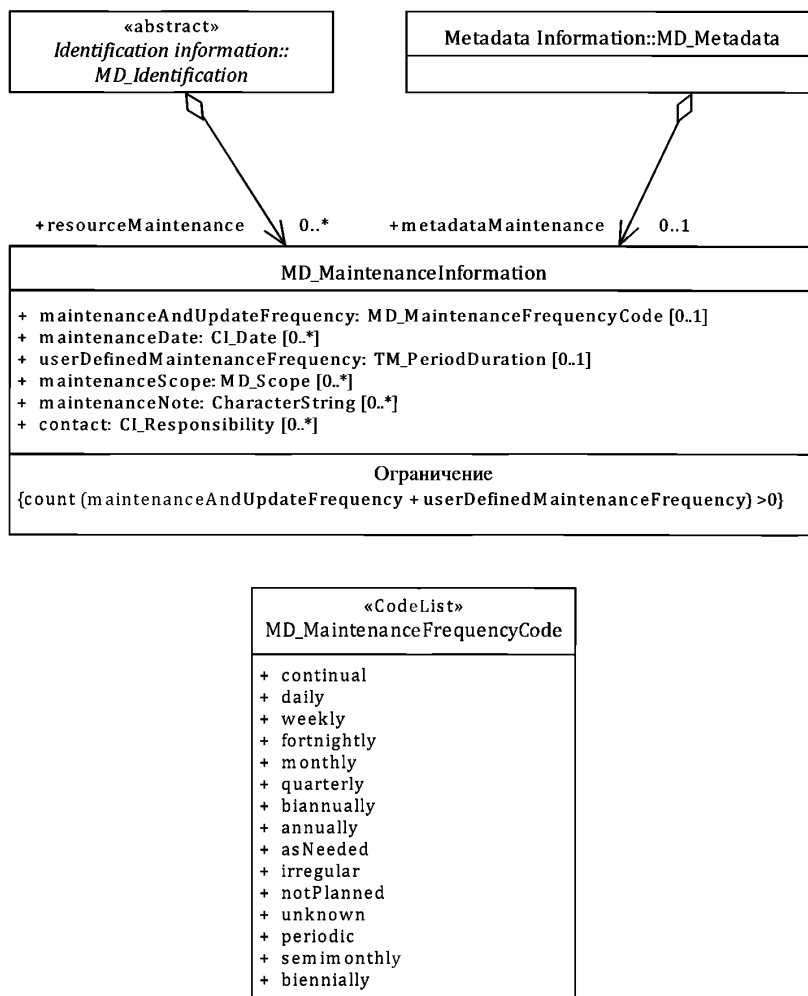 «abstract»
Identification information::
MD_Identification
Metadata Information::MD_Metadata
+resourceMaintenance 0..* +metadataMaintenance 0..1
MD_MaintenanceInformation
+ maintenanceAndUpdateFrequency: MD_MaintenanceFrequencyCode [0..1]
+ maintenanceDate: CI_Date [0..*]
+ userDefinedMaintenanceFrequency: TM_PeriodDuration [0..1]
+ maintenanceScope: MD_Scope [0..*]
+ maintenanceNote: CharacterString [0..*]
+ contact: CI_Responsibility [0..*]
Ограничение
{count (maintenanceAndUpdateFrequency + userDefinedMaintenanceFrequency) >0}
«CodeList»
MD_MaintenanceFrequencyCode
+ continual
+ daily
+ weekly
+ fortnightly
+ monthly
+ quarterly
+ biannually
+ annually
+ asNeeded
+ irregular
+ notPlanned
+ unknown
+ periodic
+ semimonthly
+ biennially